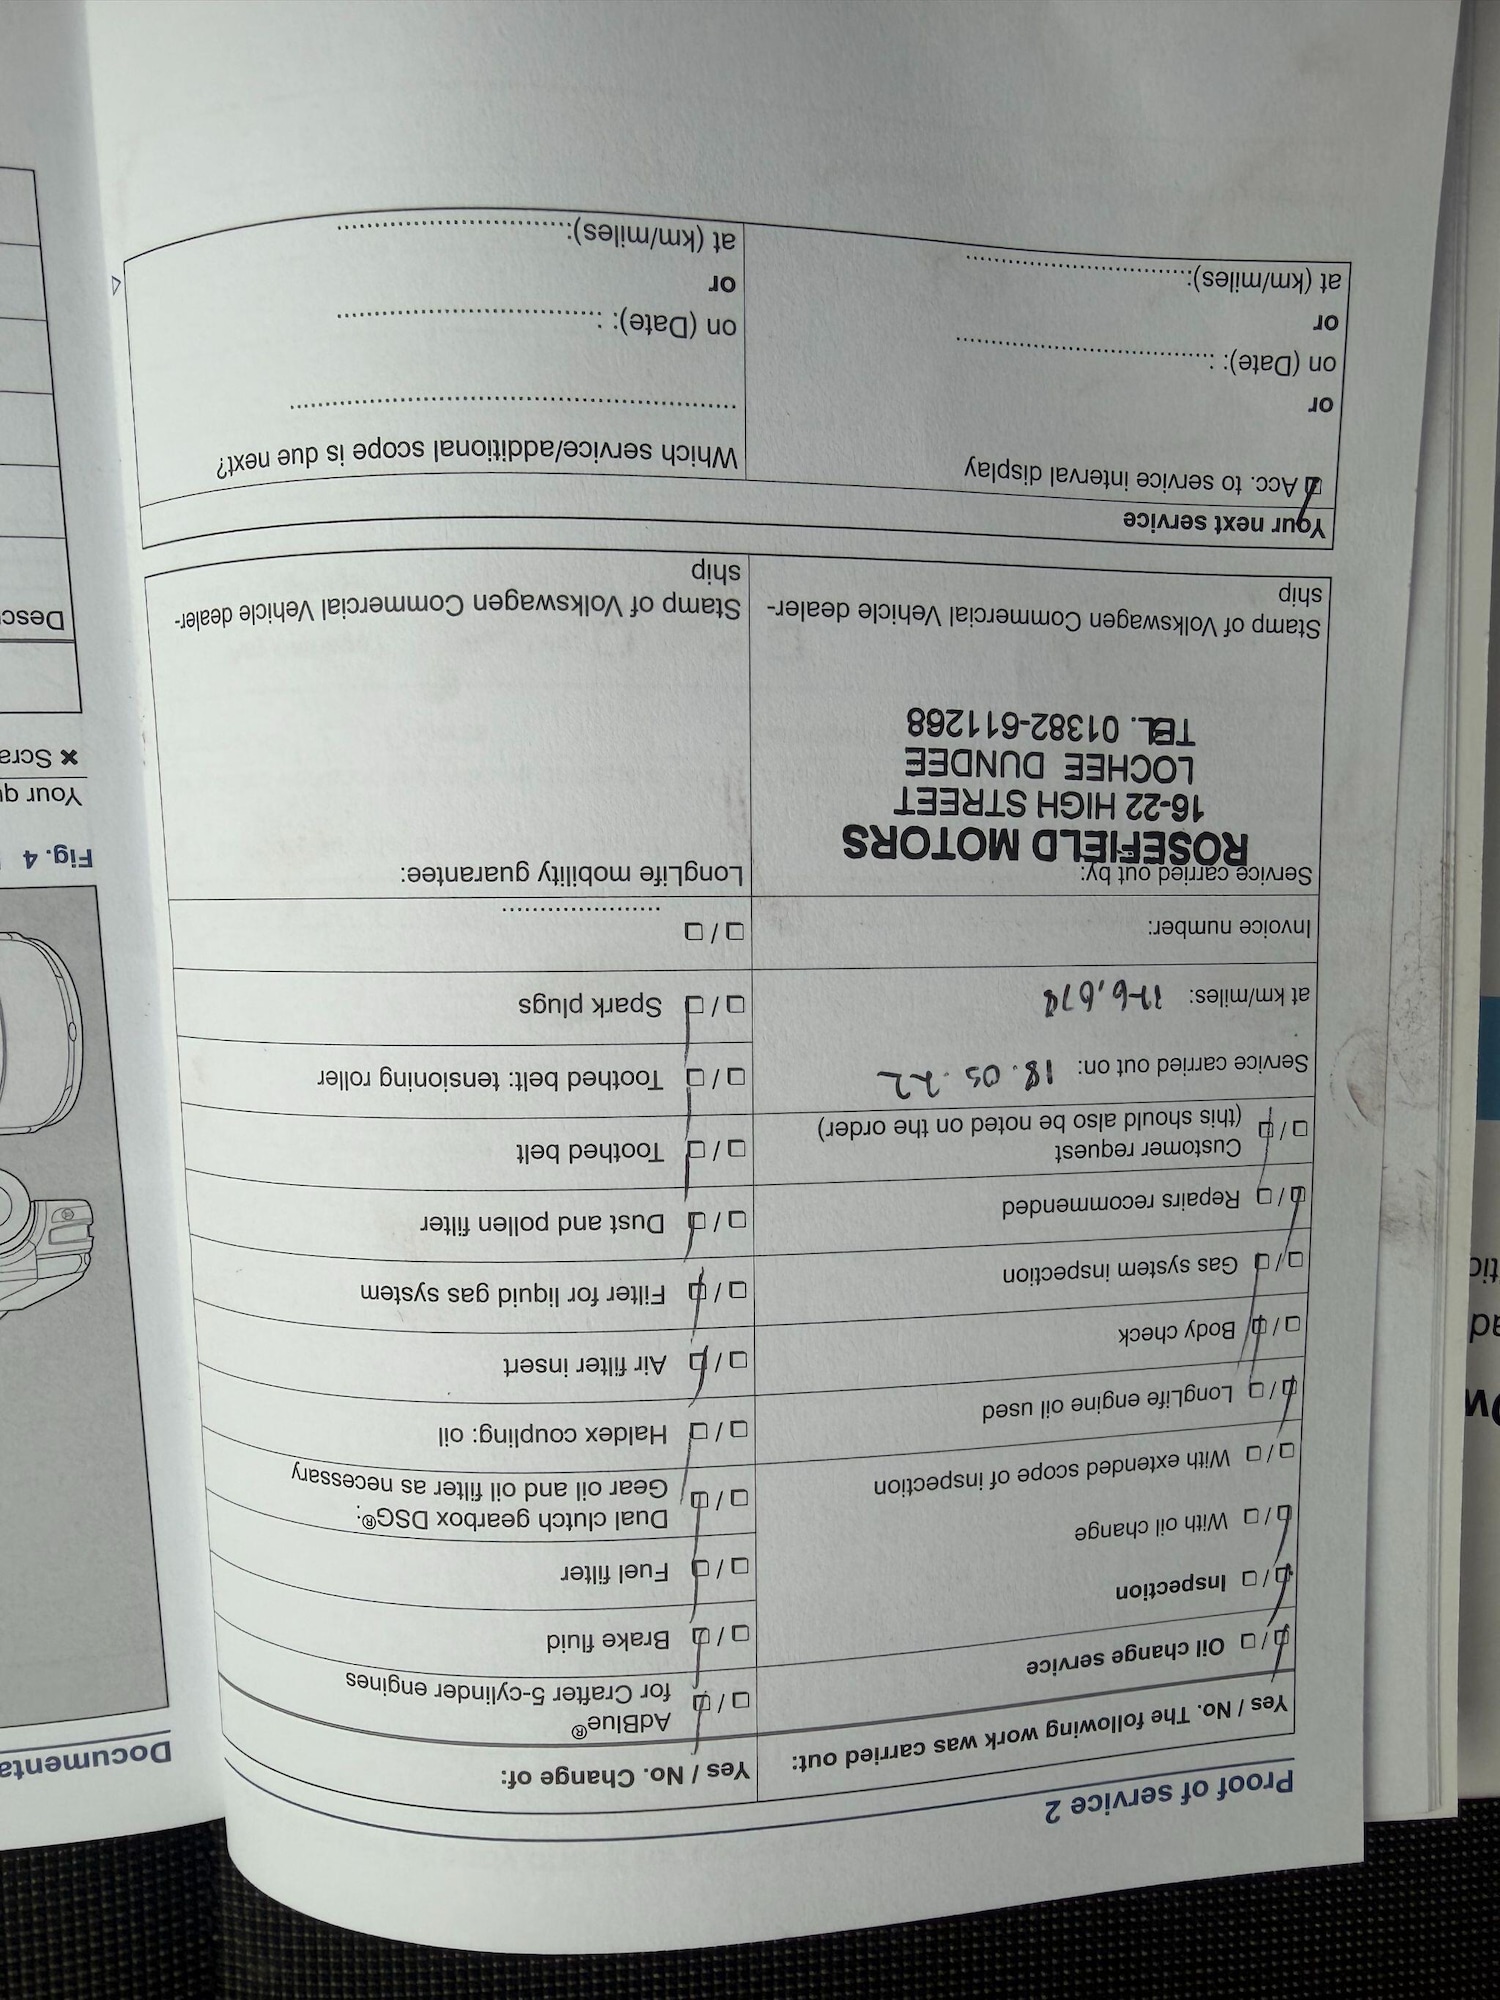 Proof of service 2
Yes / No. The following work was carried out:
☐/☐ Oil change service
☐/☐ Inspection
☐/☐ With oil change
☐/☐ With extended scope of inspection
☐/☐ LongLife engine oil used
☐/☐ Body check
☐/☐ Gas system inspection
☐/☐ Repairs recommended
☐/☐ Customer request
(this should also be noted on the order)
Service carried out on: 18.05.22
at km/miles:
Invoice number:
Service carried out by:
ROSEFIELD MOTORS
16-22 HIGH STREET
LOCHEE DUNDEE
TEL. 01382-611268
Stamp of Volkswagen Commercial Vehicle dealer-
ship
Yes / No. Change of:
☐/☐ AdBlue®
for Crafter 5-cylinder engines
☐/☐ Brake fluid
☐/☐ Fuel filter
☐/☐ Dual clutch gearbox DSG®:
Gear oil and oil filter as necessary
☐/☐ Haldex coupling: oil
☐/☐ Air filter insert
☐/☐ Filter for liquid gas system
☐/☐ Dust and pollen filter
☐/☐ Toothed belt
☐/☐ Toothed belt: tensioning roller
☐/☐ Spark plugs
☐/☐ .....................
LongLife mobility guarantee:
Stamp of Volkswagen Commercial Vehicle dealer-
ship
Your next service
☐ Acc. to service interval display
or
on (Date): :..................................
or
at (km/miles):..............................
Which service/additional scope is due next?
..........................................................
on (Date): :..................................
or
at (km/miles):..............................
Documenta
Fig. 4
Your
Scra
Desc